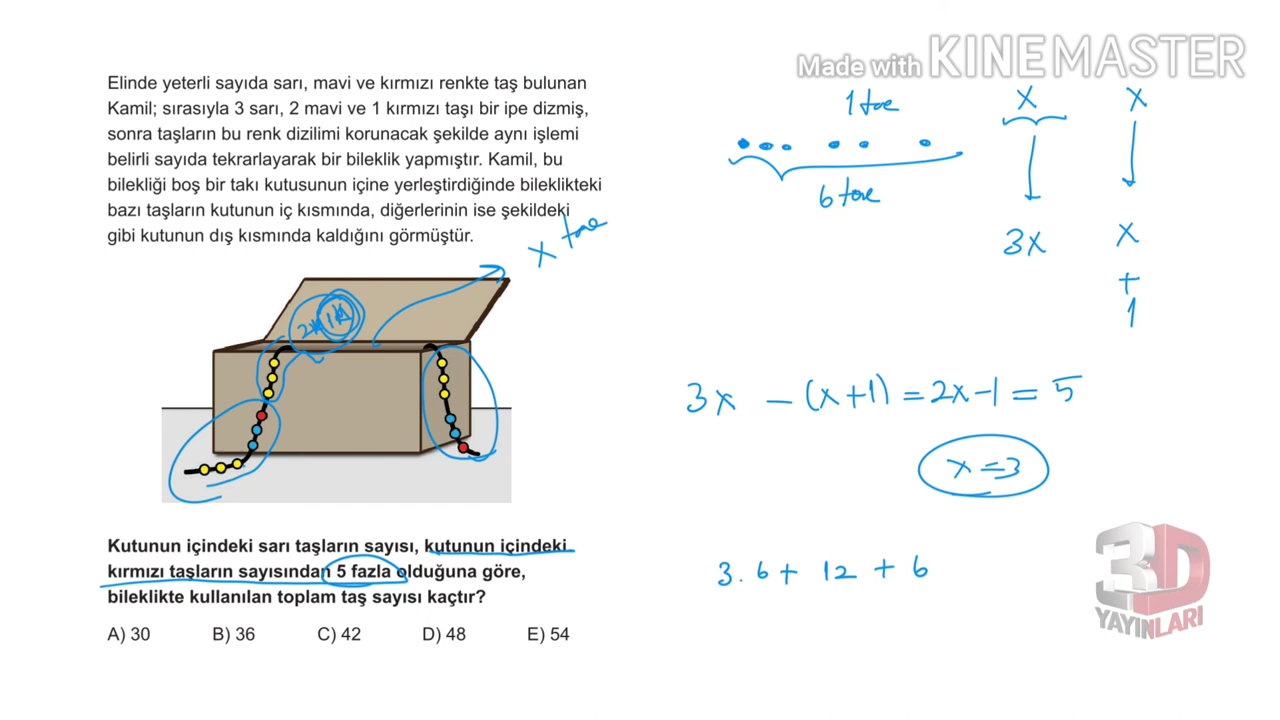 Made with KINEMASTER
Elinde yeterli sayıda sarı, mavi ve kırmızı renkte taş bulunan
Kamil; sırasıyla 3 sarı, 2 mavi ve 1 kırmızı taşı bir ipe dizmiş,
sonra taşların bu renk dizilimi korunacak şekilde aynı işlemi
belirli sayıda tekrarlayarak bir bileklik yapmıştır. Kamil, bu
bilekliği boş bir takı kutusunun içine yerleştirdiğinde bileklikteki
bazı taşların kutunun iç kısmında, diğerlerinin ise şekildeki
gibi kutunun dış kısmında kaldığını görmüştür.
x tane
Kutunun içindeki sarı taşların sayısı, kutunun içindeki
kırmızı taşların sayısından 5 fazla olduğuna göre,
bileklikte kullanılan toplam taş sayısı kaçtır?
A) 30 B) 36 C) 42 D) 48 E) 54
1 tane x x
6 tane
3x x
+
1
3x - (x+1) = 2x-1 = 5
x=3
3.6+ 12 + 6
3D
YAYINLARI